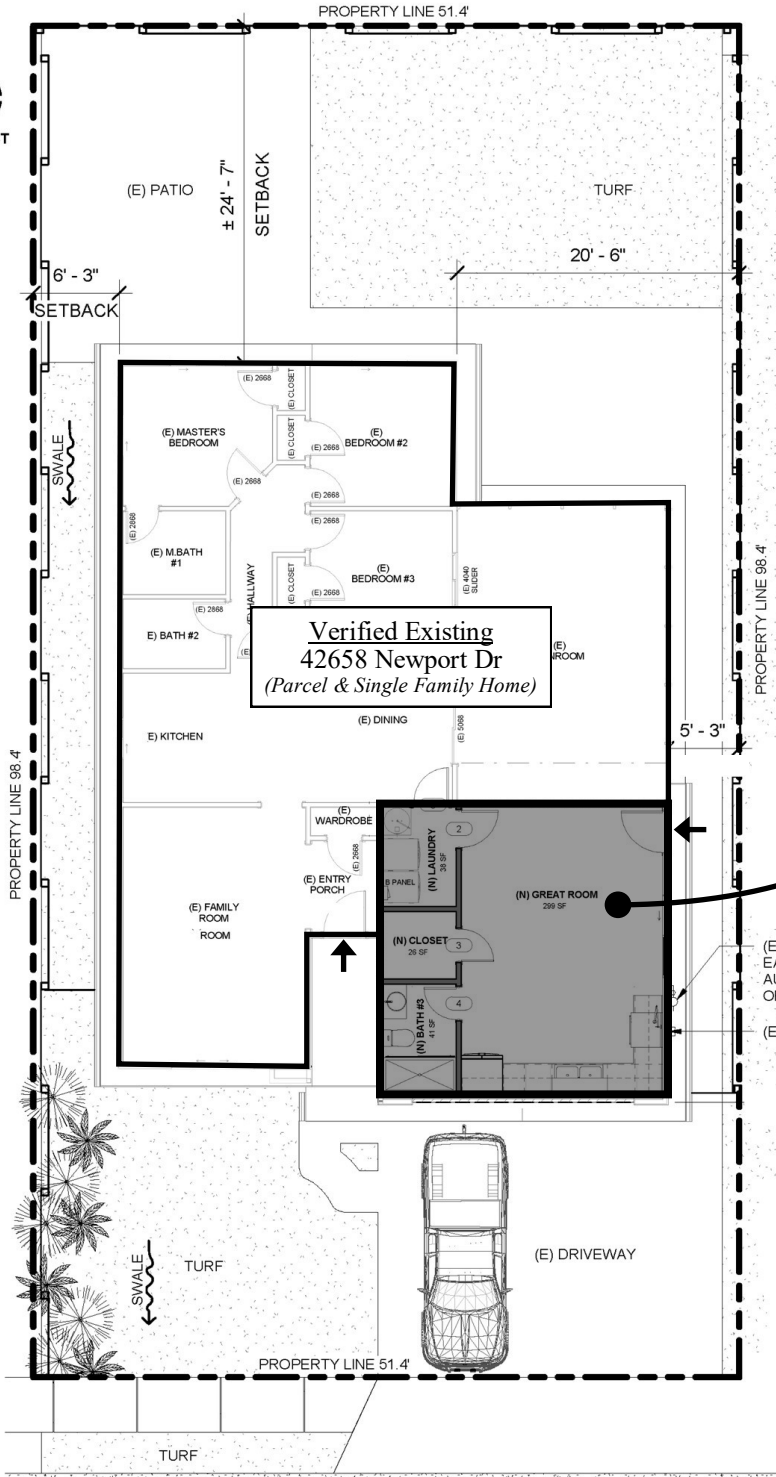 PROPERTY LINE 51.4'
T
(E) PATIO
± 24' - 7"
SETBACK
TURF
6' - 3"
SETBACK
20' - 6"
SWALE
(E) MASTER'S
BEDROOM
(E) 2668
(E) CLOSET
(E) CLOSET
(E) 2668
(E)
BEDROOM #2
(E) 2668
(E) 2668
(E) 2868
(E) M.BATH
#1
(E) HALLWAY
(E) CLOSET
(E)
BEDROOM #3
(E) 2668
(E) 4040
SLIDER
(E) 2868
E) BATH #2
Verified Existing
42658 Newport Dr
(Parcel & Single Family Home)
(E)
PROPERTY LINE 98.4'
E) KITCHEN
(E) DINING
(E) 5068
5' - 3"
PROPERTY LINE 98.4'
(E)
WARDROBE
(E) 2668
(E) ENTRY
PORCH
(E) FAMILY
ROOM
ROOM
(N) LAUNDRY
38 SF
2
B PANEL
(N) GREAT ROOM
299 SF
(N) CLOSET
26 SF
3
(N) BATH #3
41 SF
4
(E
EA
AU
(E
SWALE
TURF
(E) DRIVEWAY
PROPERTY LINE 51.4'
TURF